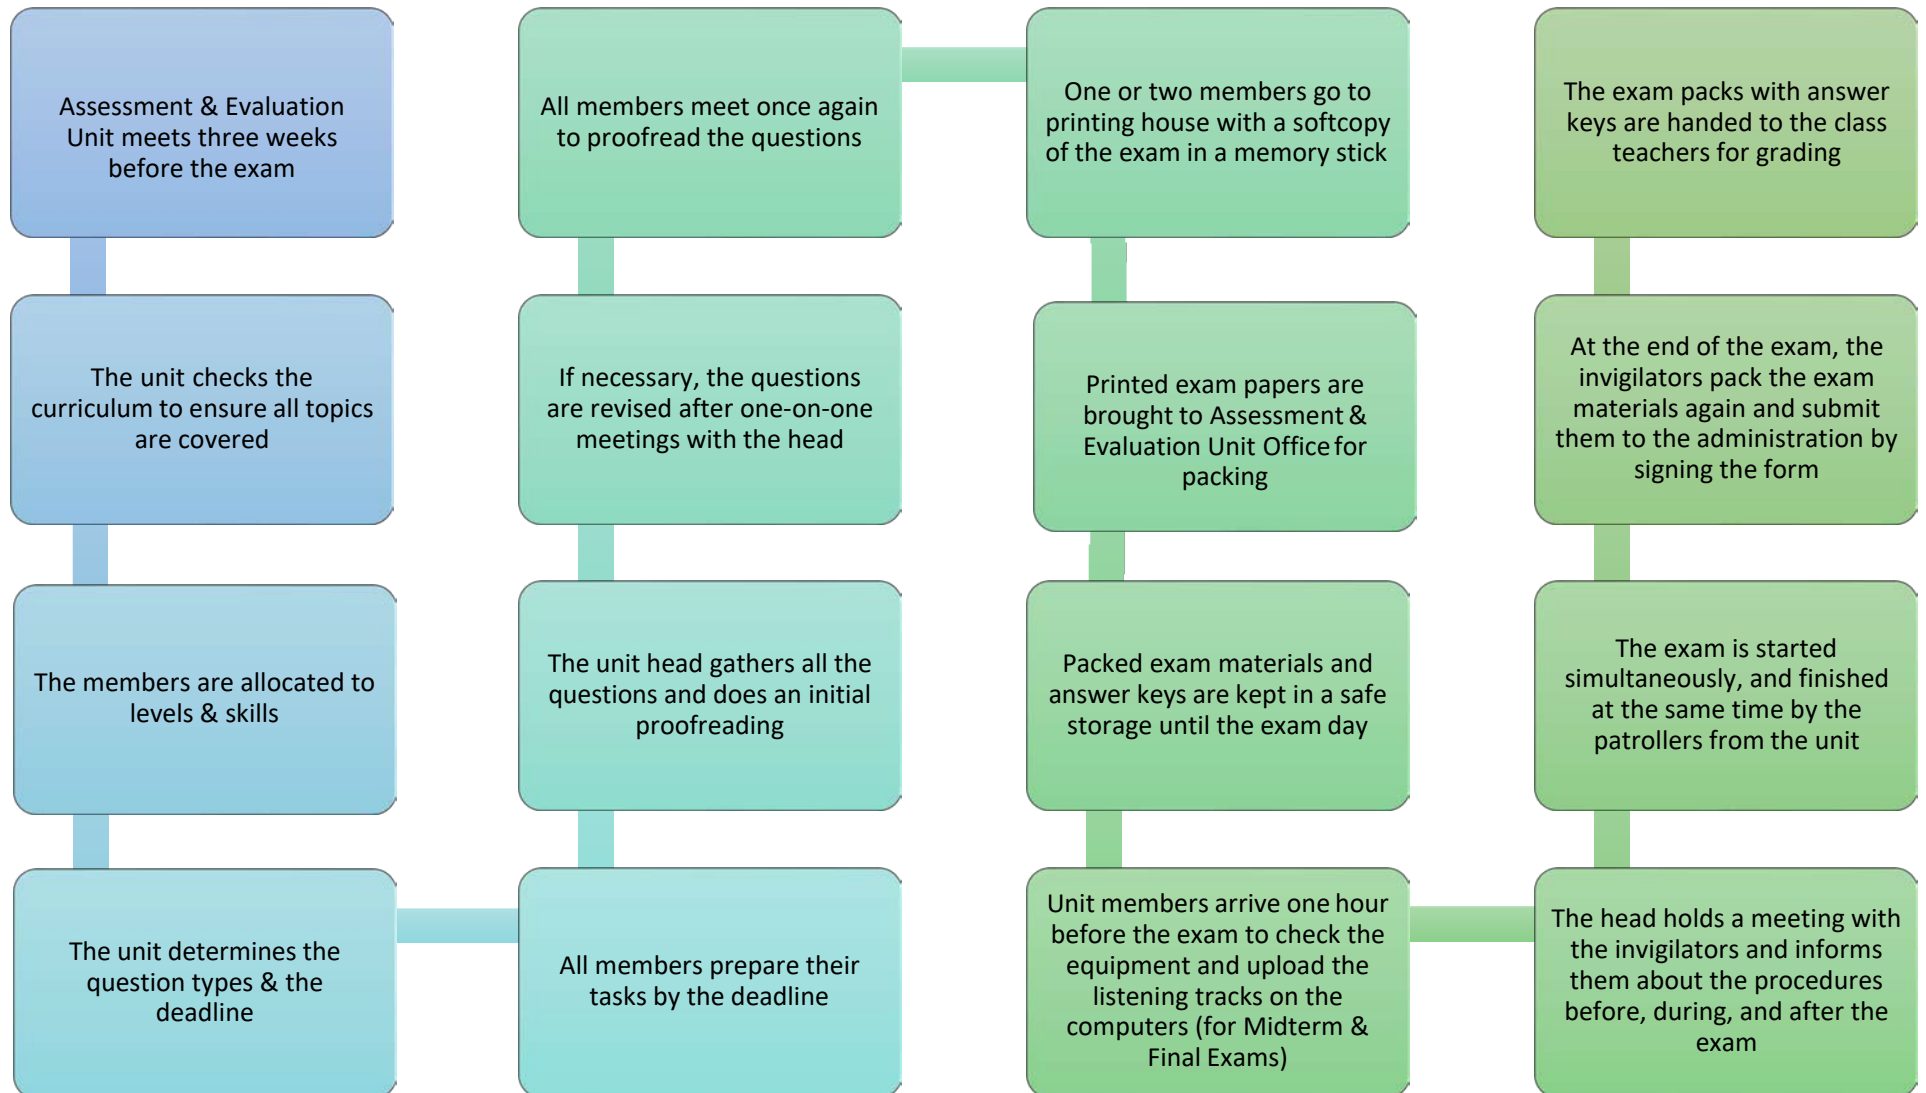 Assessment & Evaluation
Unit meets three weeks
before the exam
The unit checks the
curriculum to ensure all topics
are covered
The members are allocated to
levels & skills
The unit determines the
question types & the
deadline
All members prepare their
tasks by the deadline
The unit head gathers all the
questions and does an initial
proofreading
If necessary, the questions
are revised after one-on-one
meetings with the head
All members meet once again
to proofread the questions
One or two members go to
printing house with a softcopy
of the exam in a memory stick
Printed exam papers are
brought to Assessment &
Evaluation Unit Office for
packing
Packed exam materials and
answer keys are kept in a safe
storage until the exam day
Unit members arrive one hour
before the exam to check the
equipment and upload the
listening tracks on the
computers (for Midterm &
Final Exams)
The head holds a meeting with
the invigilators and informs
them about the procedures
before, during, and after the
exam
The exam is started
simultaneously, and finished
at the same time by the
patrollers from the unit
At the end of the exam, the
invigilators pack the exam
materials again and submit
them to the administration by
signing the form
The exam packs with answer
keys are handed to the class
teachers for grading